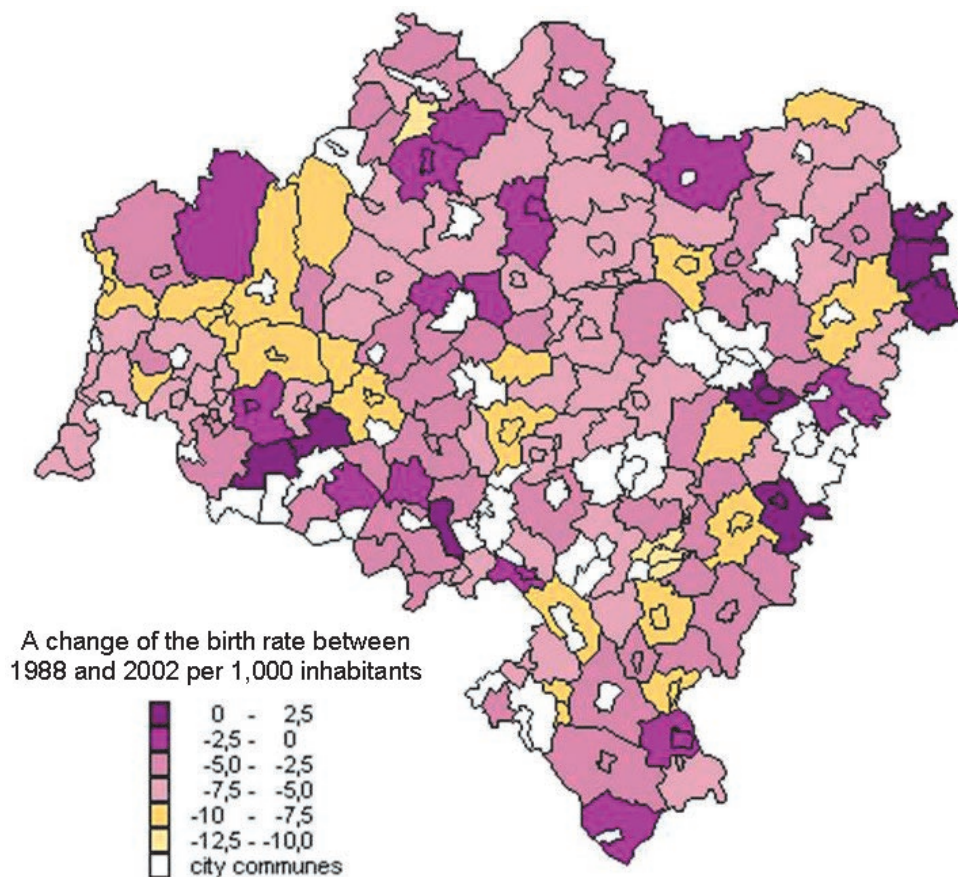 A change of the birth rate between
1988 and 2002 per 1,000 inhabitants
0 - 2,5
-2,5 - 0
-5,0 - -2,5
-7,5 - -5,0
-10 - -7,5
-12,5 - -10,0
city communes